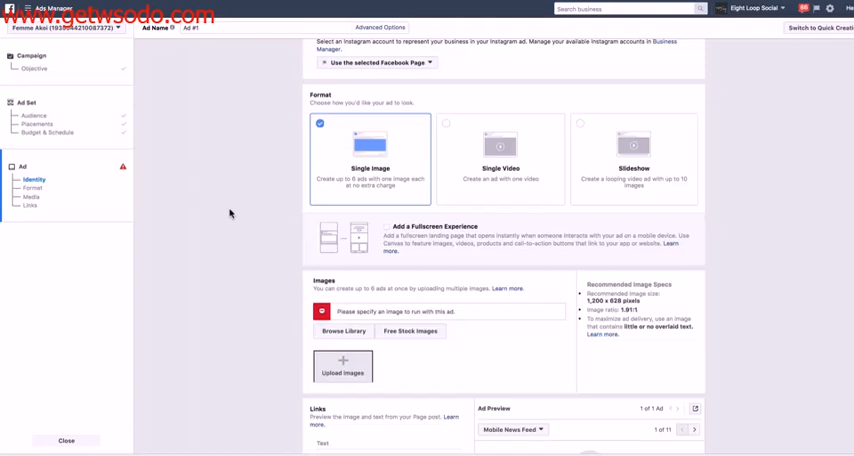 www.getwsodo.com
Ads Manager
Search business
Eight Loop Social
Femme Akoi (1935944210087372)
Ad Name
Ad #1
Advanced Options
Switch to Quick Creati
Select an Instagram account to represent your business in your Instagram ad. Manage your available Instagram accounts in Business
Manager.
Use the selected Facebook Page
Campaign
Objective
Ad Set
Audience
Placements
Budget & Schedule
Ad
Identity
Format
Media
Links
Close
Format
Choose how you'd like your ad to look.
Single Image
Create up to 6 ads with one image each
at no extra charge
Single Video
Create an ad with one video
Slideshow
Create a looping video ad with up to 10
images
Add a Fullscreen Experience
Add a fullscreen landing page that opens instantly when someone interacts with your ad on a mobile device. Use
Canvas to feature images, videos, products and call-to-action buttons that link to your app or website. Learn
more.
Images
You can create up to 6 ads at once by uploading multiple images. Learn more.
Please specify an image to run with this ad.
Browse Library
Free Stock Images
Upload Images
Recommended Image Specs
Recommended image size:
1,200 x 628 pixels
Image ratio: 1.91:1
To maximize ad delivery, use an image
that contains little or no overlaid text.
Learn more.
Links
Preview the image and text from your Page post. Learn
more.
Text
Ad Preview
1 of 1 Ad
Mobile News Feed
1 of 11